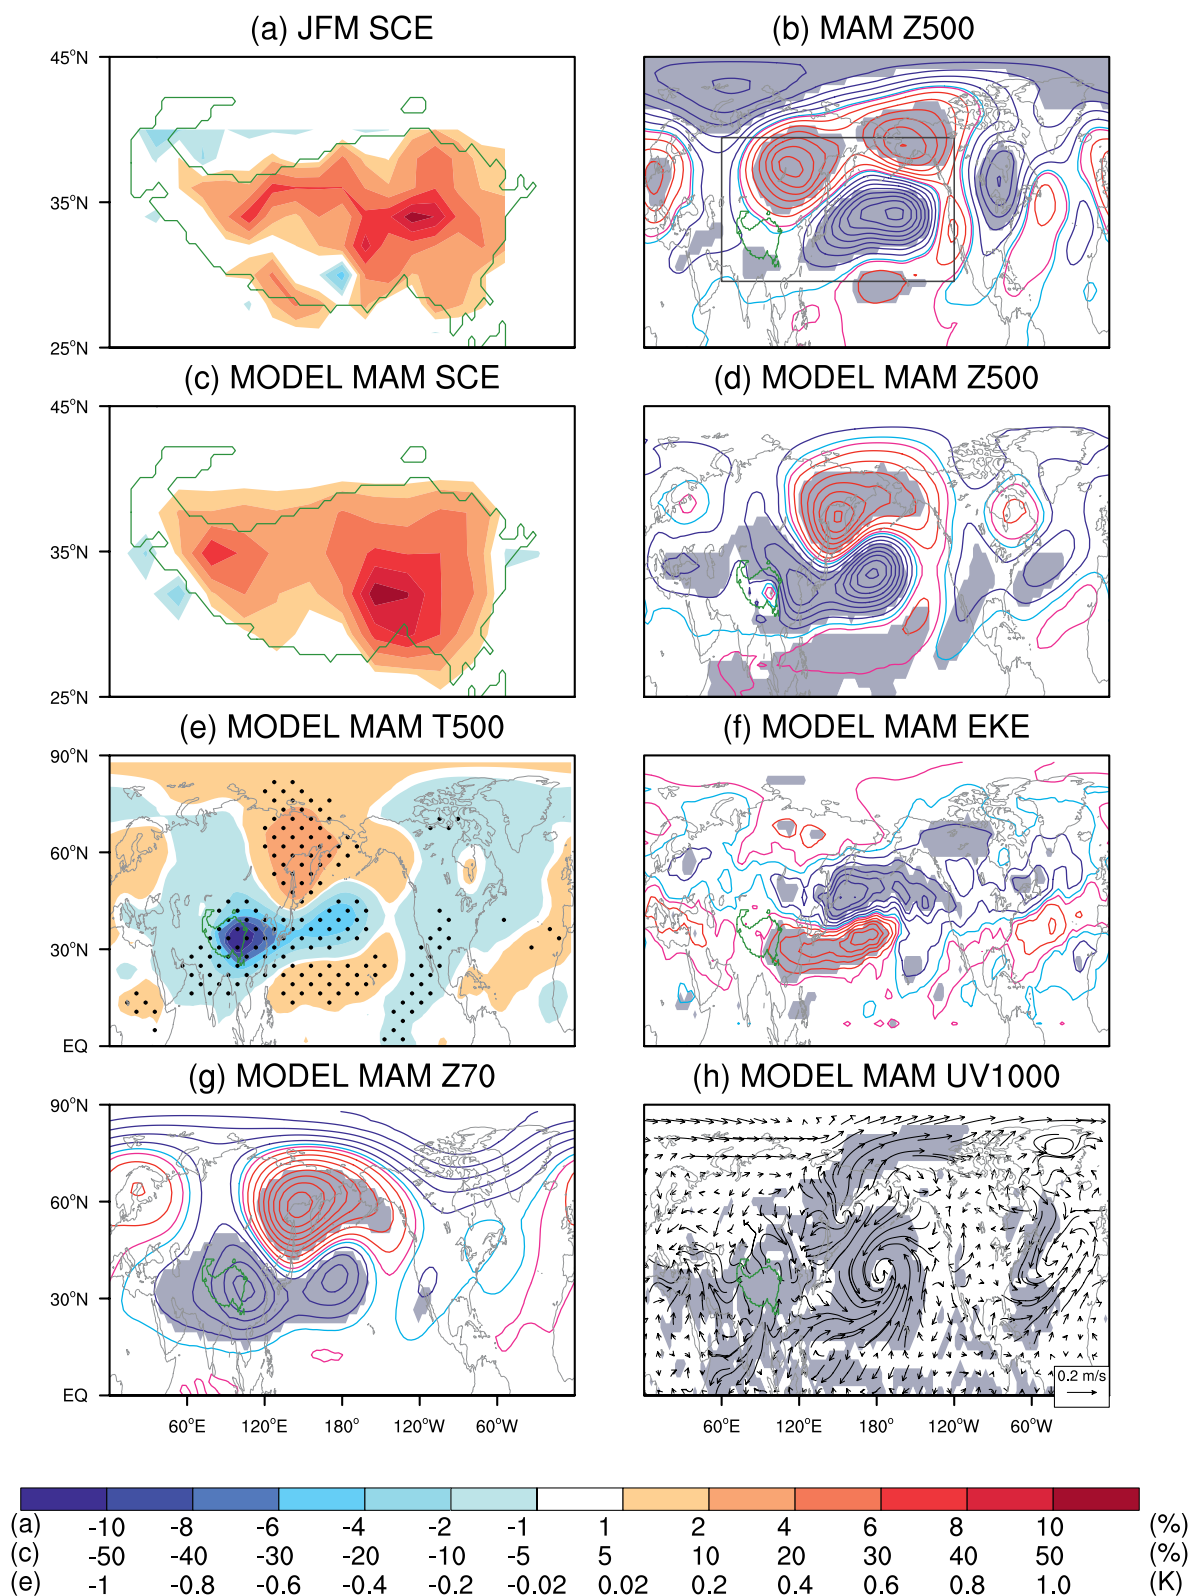 (a) JFM SCE
(b) MAM Z500
45°N
35°N
25°N
(c) MODEL MAM SCE
(d) MODEL MAM Z500
45°N
35°N
25°N
(e) MODEL MAM T500
(f) MODEL MAM EKE
90°N
60°N
30°N
EQ
(g) MODEL MAM Z70
(h) MODEL MAM UV1000
90°N
60°N
30°N
EQ
0.2 m/s
60°E 120°E 180° 120°W 60°W
60°E 120°E 180° 120°W 60°W
(a) -10 -8 -6 -4 -2 -1 1 2 4 6 8 10 (%)
(c) -50 -40 -30 -20 -10 -5 5 10 20 30 40 50 (%)
(e) -1 -0.8 -0.6 -0.4 -0.2 -0.02 0.02 0.2 0.4 0.6 0.8 1.0 (K)